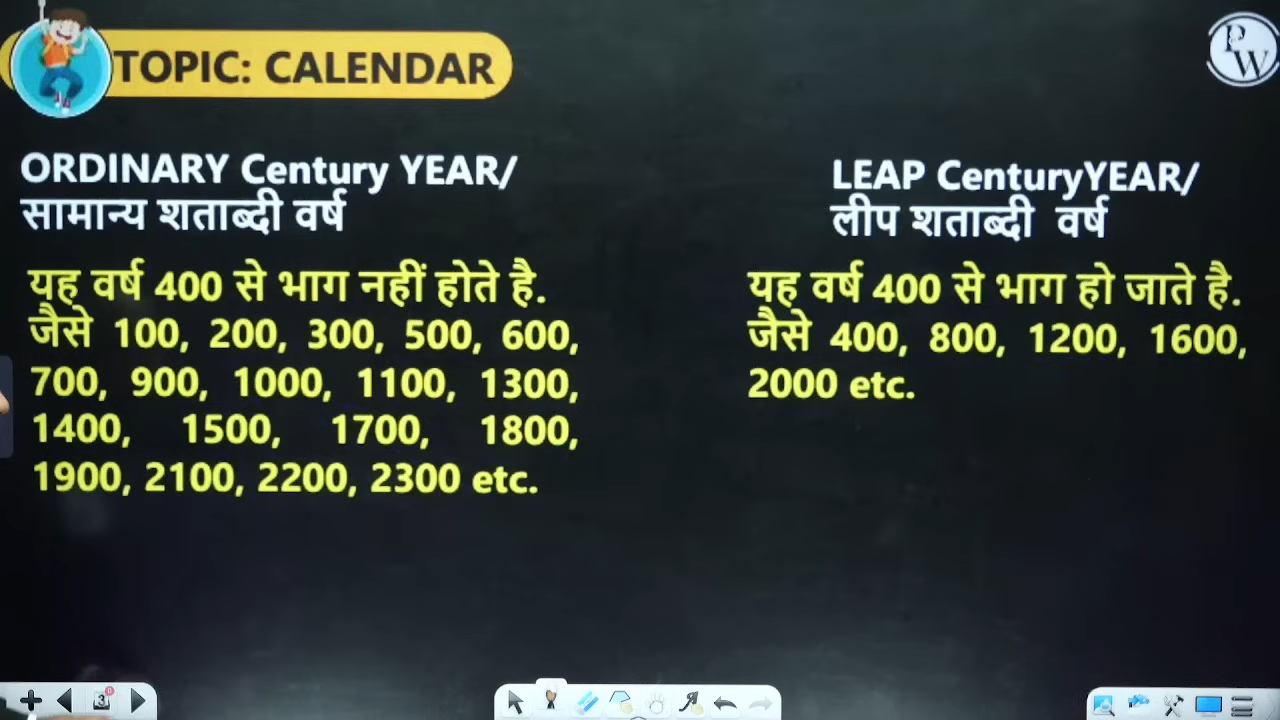 TOPIC: CALENDAR
PW
ORDINARY Century YEAR/
सामान्य शताब्दी वर्ष
यह वर्ष 400 से भाग नहीं होते है.
जैसे 100, 200, 300, 500, 600,
700, 900, 1000, 1100, 1300,
1400, 1500, 1700, 1800,
1900, 2100, 2200, 2300 etc.
LEAP CenturyYEAR/
लीप शताब्दी वर्ष
यह वर्ष 400 से भाग हो जाते है.
जैसे 400, 800, 1200, 1600,
2000 etc.
3